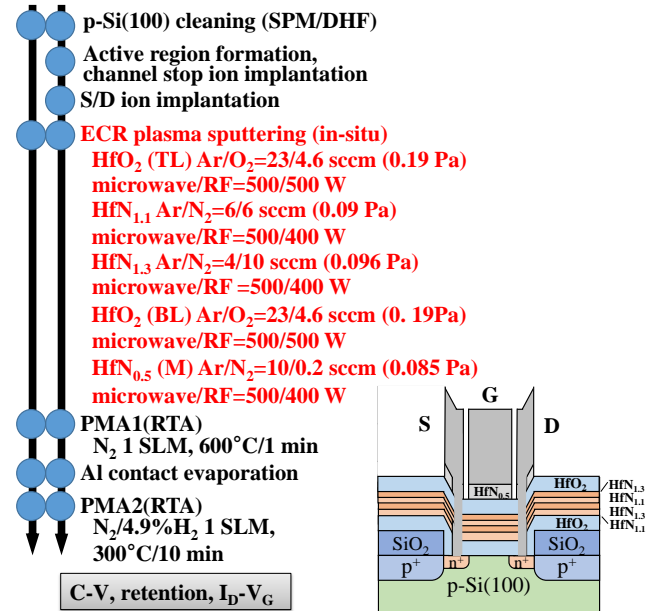 p-Si(100) cleaning (SPM/DHF)
Active region formation,
channel stop ion implantation
S/D ion implantation
ECR plasma sputtering (in-situ)
HfO2 (TL) Ar/O2=23/4.6 sccm (0.19 Pa)
microwave/RF=500/500 W
HfN1.1 Ar/N2=6/6 sccm (0.09 Pa)
microwave/RF=500/400 W
HfN1.3 Ar/N2=4/10 sccm (0.096 Pa)
microwave/RF =500/400 W
HfO2 (BL) Ar/O2=23/4.6 sccm (0. 19Pa)
microwave/RF=500/500 W
HfN0.5 (M) Ar/N2=10/0.2 sccm (0.085 Pa)
microwave/RF=500/400 W
PMA1(RTA)
N2 1 SLM, 600°C/1 min
Al contact evaporation
PMA2(RTA)
N2/4.9%H2 1 SLM,
300°C/10 min
C-V, retention, ID-VG
G
S
D
HfN0.5
HfO2
HfN1.3
HfN1.1
HfN1.3
HfN1.1
HfO2
SiO2
SiO2
n+
n+
p+
p+
p-Si(100)